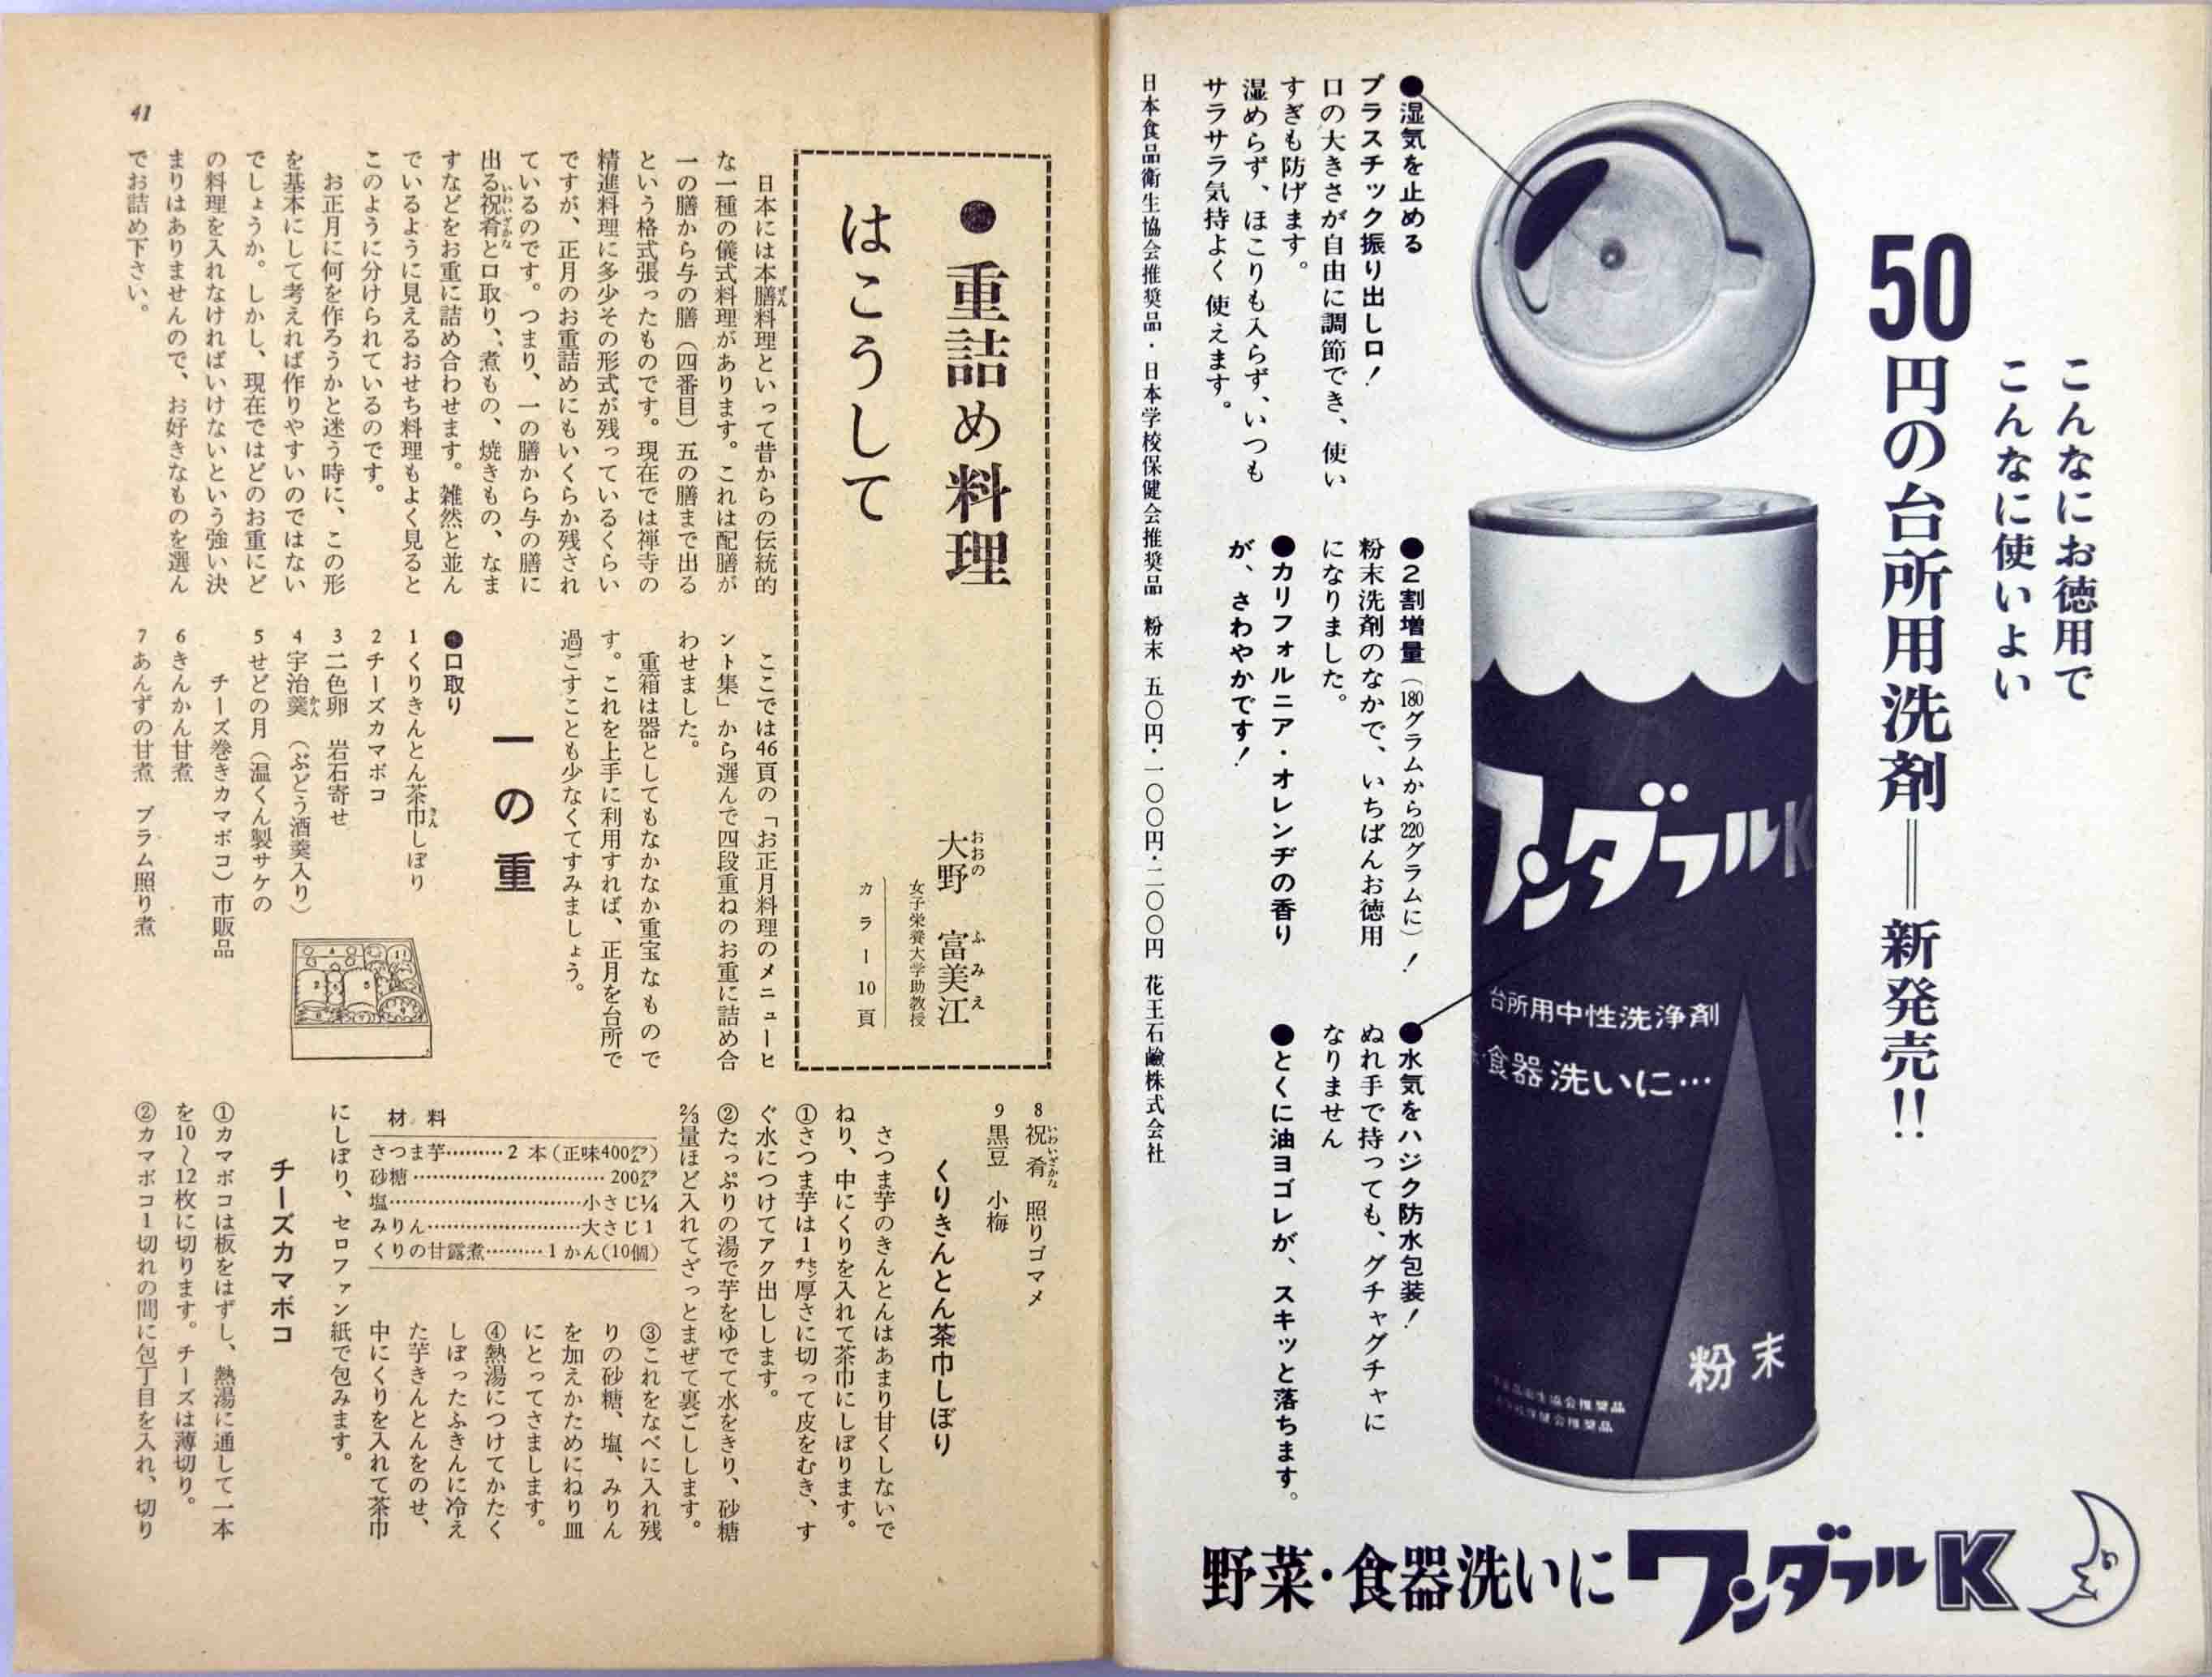 こんなにお徳用で
こんなに使いよい
50円の台所用洗剤＝新発売!!
●湿気を止める
プラスチック振り出し口！
口の大きさが自由に調節でき、使い
すぎも防げます。
湿めらず、ほこりも入らず、いつも
サラサラ気持よく使えます。
●2割増量（180グラムから220グラムに）！
粉末洗剤のなかで、いちばんお徳用
になりました。
●カリフォルニア・オレンヂの香り
が、さわやかです！
●水気をハジク防水包装！
ぬれ手で持っても、グチャグチャに
なりません
●とくに油ヨゴレが、スキッと落ちます。
日本食品衛生協会推奨品・日本学校保健会推奨品 粉末 五〇円・一〇〇円・二〇〇円 花王石鹸株式会社
ワンダフルK
台所用中性洗浄剤
・食器洗いに…
粉末
生協会推奨品
保健会推奨品
野菜・食器洗いにワンダフルK
●重詰め料理
はこうして
大野 富美江
おおの ふみえ
女子栄養大学助教授
カラー10頁
日本には本膳料理といって昔からの伝統的
な一種の儀式料理があります。これは配膳が
一の膳から与の膳（四番目）五の膳まで出る
という格式張ったものです。現在では禅寺の
精進料理に多少その形式が残っているくらい
ですが、正月のお重詰めにもいくらか残され
ているのです。つまり、一の膳から与の膳に
出る祝肴と口取り、煮もの、焼きもの、なま
すなどをお重に詰め合わせます。雑然と並ん
でいるように見えるおせち料理もよく見ると
このように分けられているのです。
お正月に何を作ろうかと迷う時に、この形
を基本にして考えれば作りやすいのではない
でしょうか。しかし、現在ではどのお重にど
の料理を入れなければいけないという強い決
まりはありませんので、お好きなものを選ん
でお詰め下さい。
ここでは46頁の「お正月料理のメニューヒ
ント集」から選んで四段重ねのお重に詰め合
わせました。
重箱は器としてもなかなか重宝なもので
す。これを上手に利用すれば、正月を台所で
過ごすことも少なくてすみましょう。
一の重
●口取り
1 くりきんとん茶巾しぼり
2 チーズカマボコ
3 二色卵 岩石寄せ
4 宇治羹（ぶどう酒羹入り）
5 せどの月（温くん製サケの
チーズ巻きカマボコ）市販品
6 きんかん甘煮
7 あんずの甘煮 プラム照り煮
8 祝肴 照りゴマメ
9 黒豆 小梅
くりきんとん茶巾しぼり
さつま芋のきんとんはあまり甘くしないで
ねり、中にくりを入れて茶巾にしぼります。
①さつま芋は1センチ厚さに切って皮をむき、す
ぐ水につけてアク出しします。
②たっぷりの湯で芋をゆでて水をきり、砂糖
⅔量ほど入れてざっとまぜて裏ごしします。
③これをなべに入れ残
りの砂糖、塩、みりん
を加えかためにねり皿
にとってさまします。
④熱湯につけてかたく
しぼったふきんに冷え
た芋きんとんをのせ、
中にくりを入れて茶巾
にしぼり、セロファン紙で包みます。
材料
さつま芋………2本(正味400グラム)
砂糖…………………………200グラム
塩…………………………小さじ¼
みりん……………………大さじ1
くりの甘露煮………1かん(10個)
チーズカマボコ
①カマボコは板をはずし、熱湯に通して一本
を10〜12枚に切ります。チーズは薄切り。
②カマボコ1切れの間に包丁目を入れ、切り
41